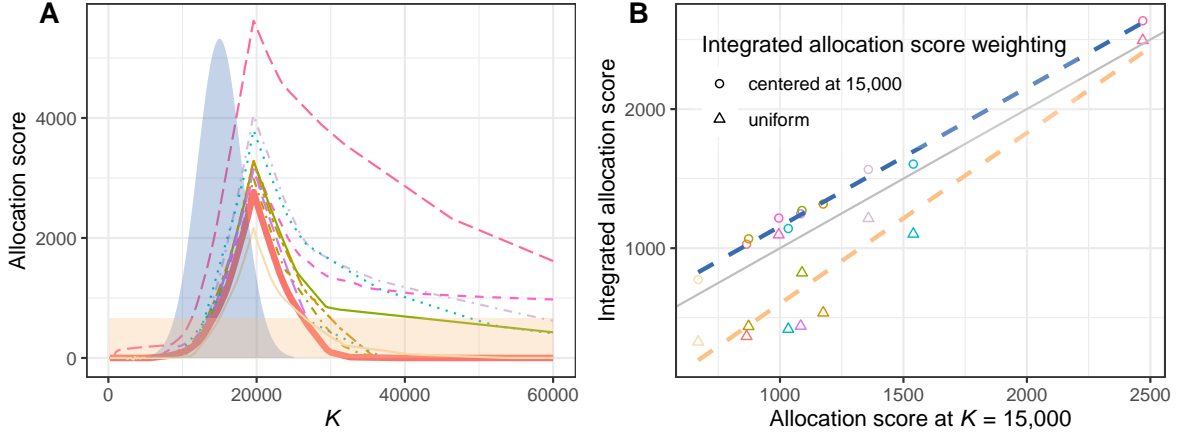 A
Allocation score
4000
2000
0
0
20000
40000
60000
K
B
Integrated allocation score
2000
1000
Integrated allocation score weighting
centered at 15,000
uniform
1000
1500
2000
2500
Allocation score at K = 15,000